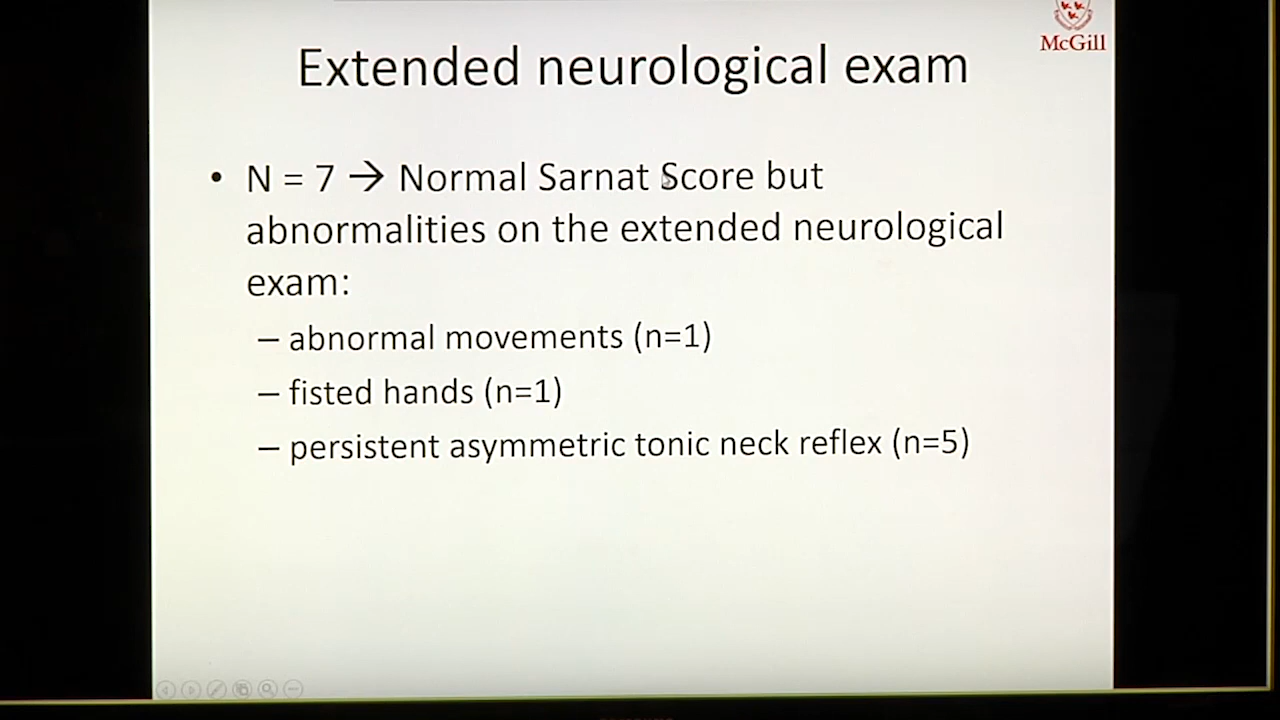 McGill
Extended neurological exam
• N = 7 → Normal Sarnat Score but
abnormalities on the extended neurological
exam:
– abnormal movements (n=1)
– fisted hands (n=1)
– persistent asymmetric tonic neck reflex (n=5)